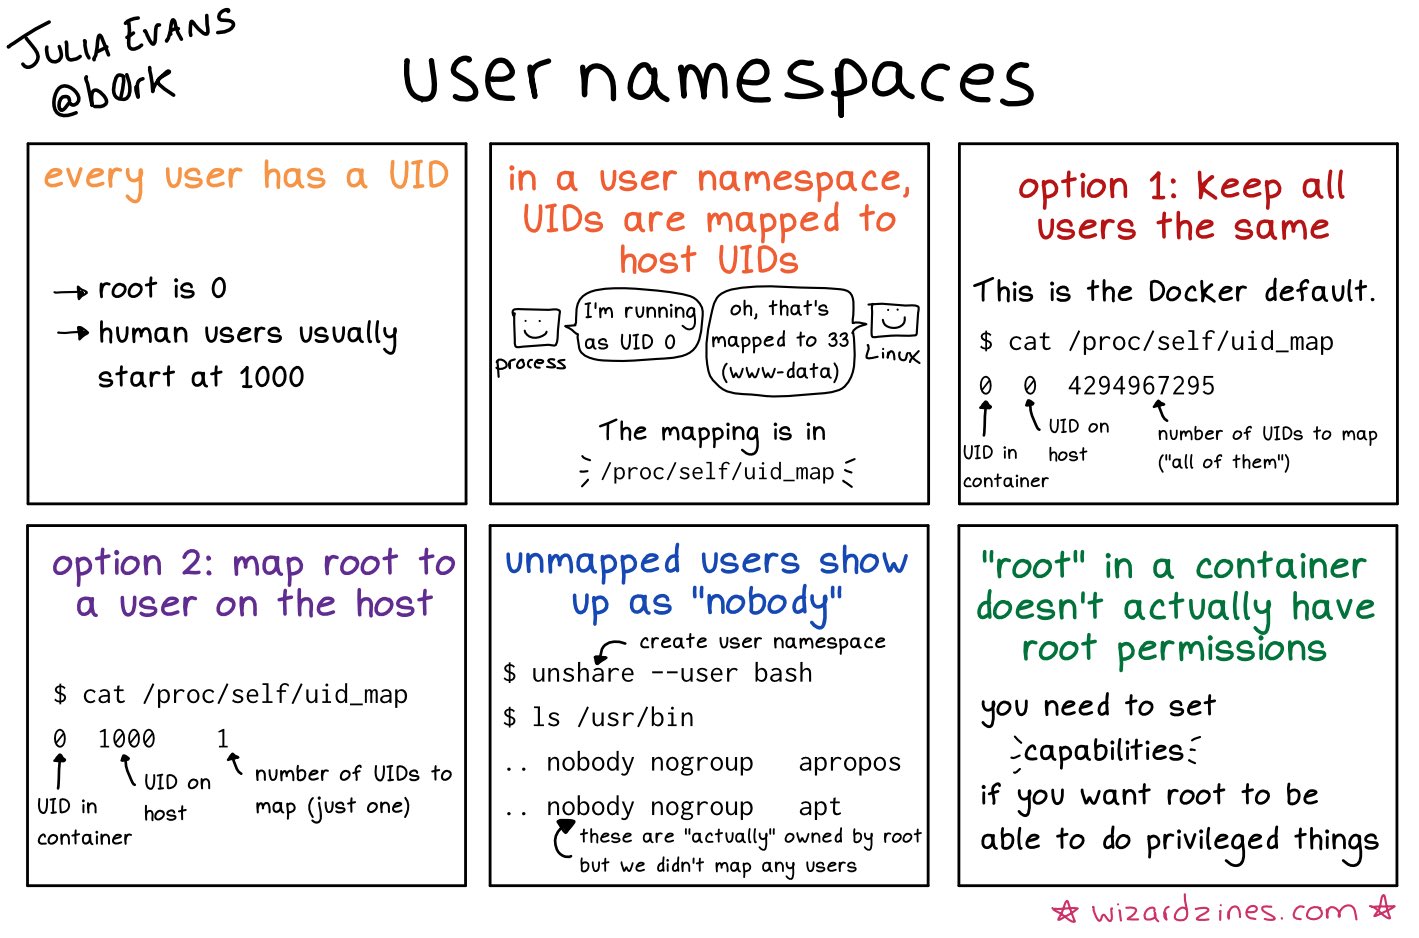 JULIA EVANS
@b0rk
user namespaces
every user has a UID
→ root is 0
→ human users usually
start at 1000
in a user namespace,
UIDs are mapped to
host UIDs
I'm running
as UID 0
process
oh, that's
mapped to 33
(www-data)
Linux
The mapping is in
/proc/self/uid_map
option 1: Keep all
users the same
This is the Docker default.
$ cat /proc/self/uid_map
0 0 4294967295
UID in
container
UID on
host
number of UIDs to map
("all of them")
option 2: map root to
a user on the host
$ cat /proc/self/uid_map
0 1000 1
UID in
container
UID on
host
number of UIDs to
map (just one)
unmapped users show
up as "nobody"
create user namespace
$ unshare --user bash
$ ls /usr/bin
.. nobody nogroup apropos
.. nobody nogroup apt
these are "actually" owned by root
but we didn't map any users
"root" in a container
doesn't actually have
root permissions
you need to set
capabilities
if you want root to be
able to do privileged things
☆ wizardzines.com ☆